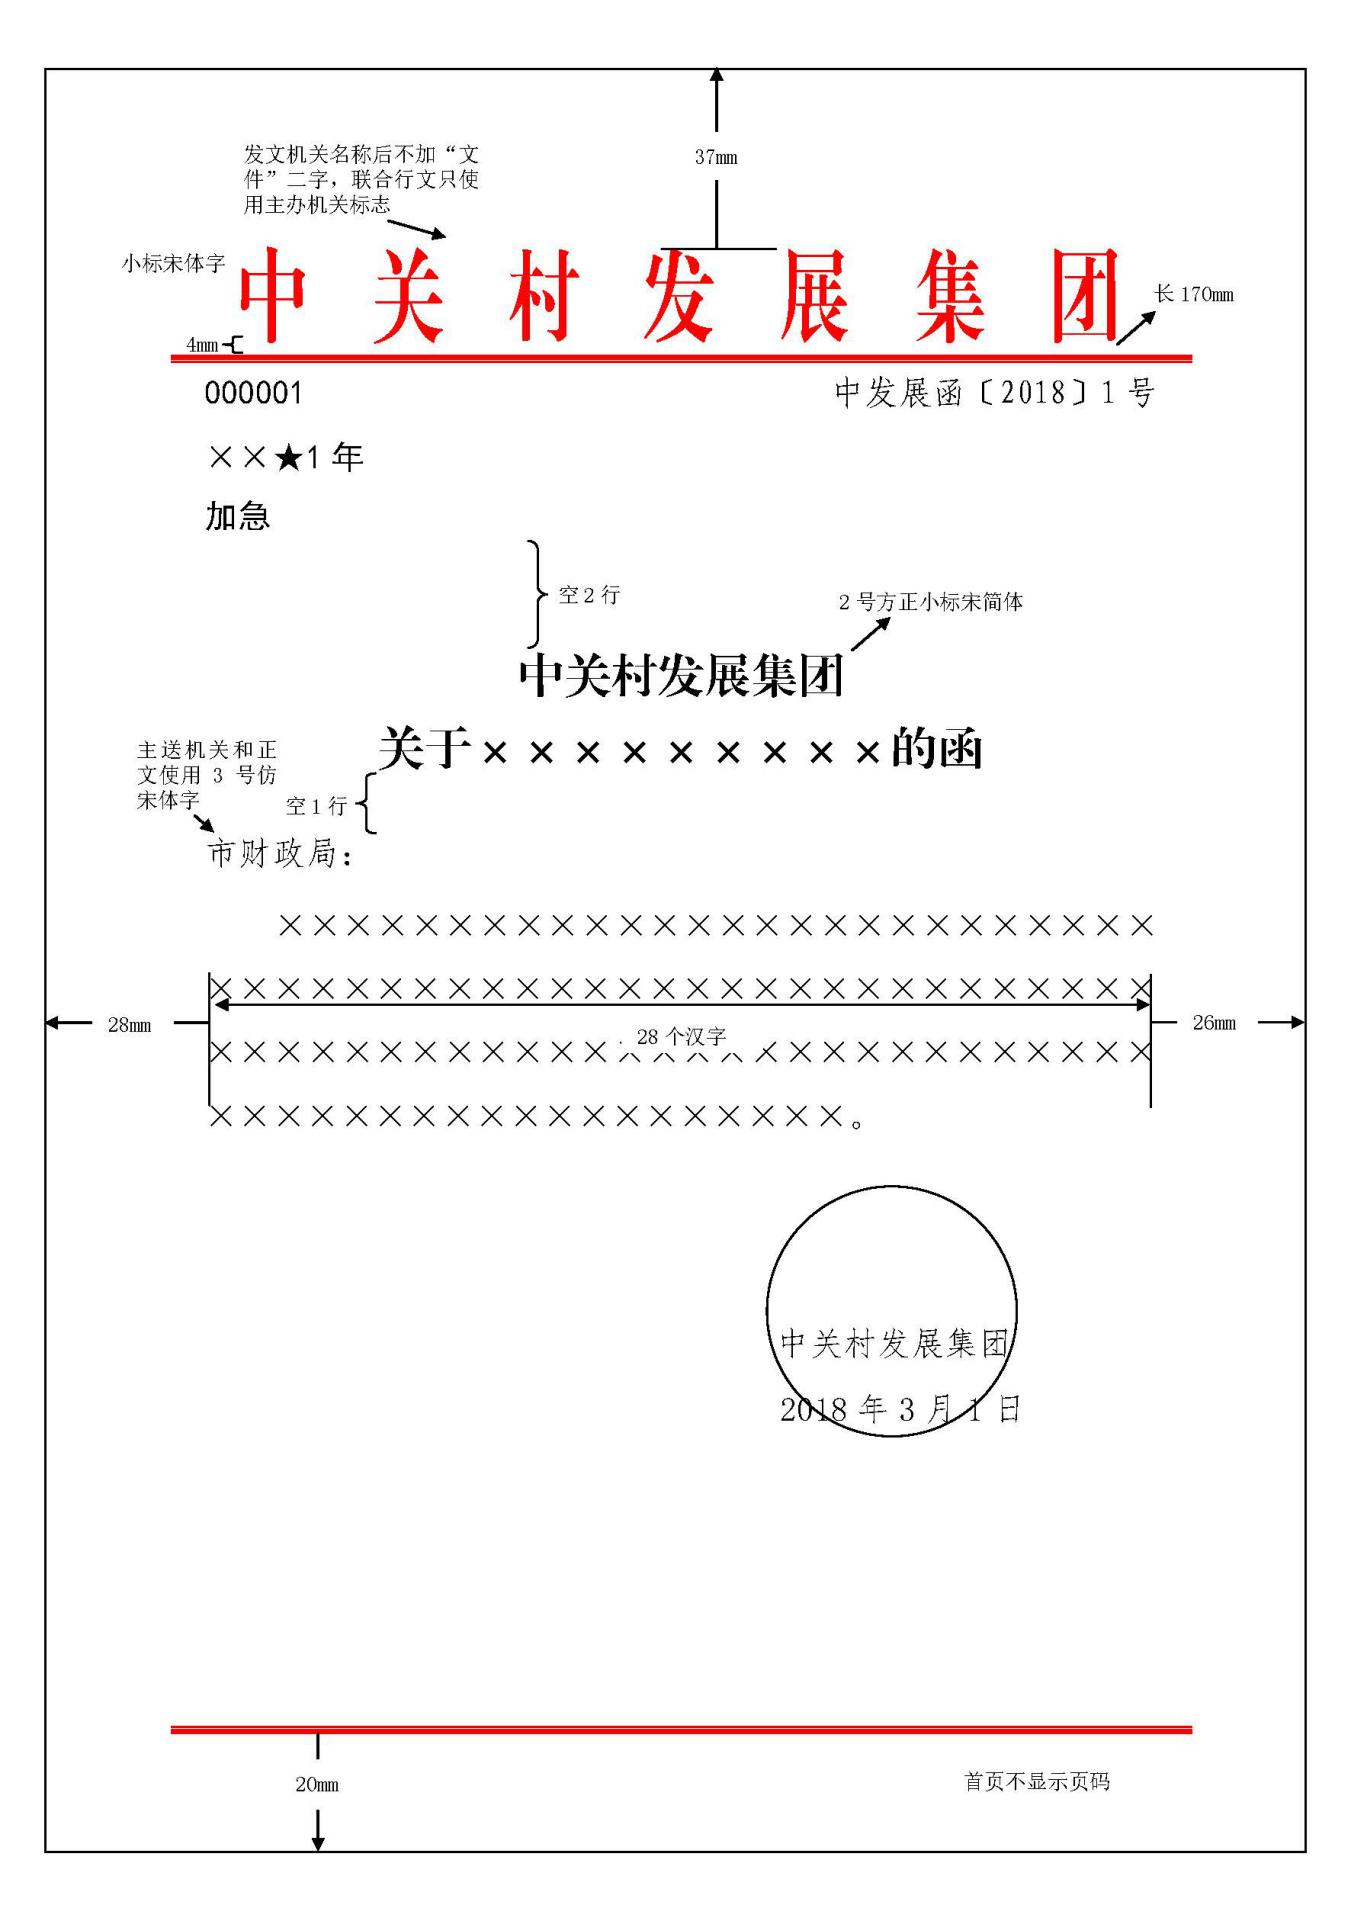 37mm
发文机关名称后不加“文
件”二字，联合行文只使
用主办机关标志
小标宋体字
中关村发展集团
长 170mm
4mm
000001
中发展函〔2018〕1 号
××★1 年
加急
空 2 行
2 号方正小标宋简体
中关村发展集团
关于×××××××××的函
主送机关和正
文使用 3 号仿
宋体字
空 1 行
市财政局：
××××××××××××××××××××××××××
××××××××××××××××××××××××××××
28mm
26mm
28 个汉字
××××××××××××××××××××××××××××
×××××××××××××××××××。
中关村发展集团
2018 年 3 月 1 日
20mm
首页不显示页码